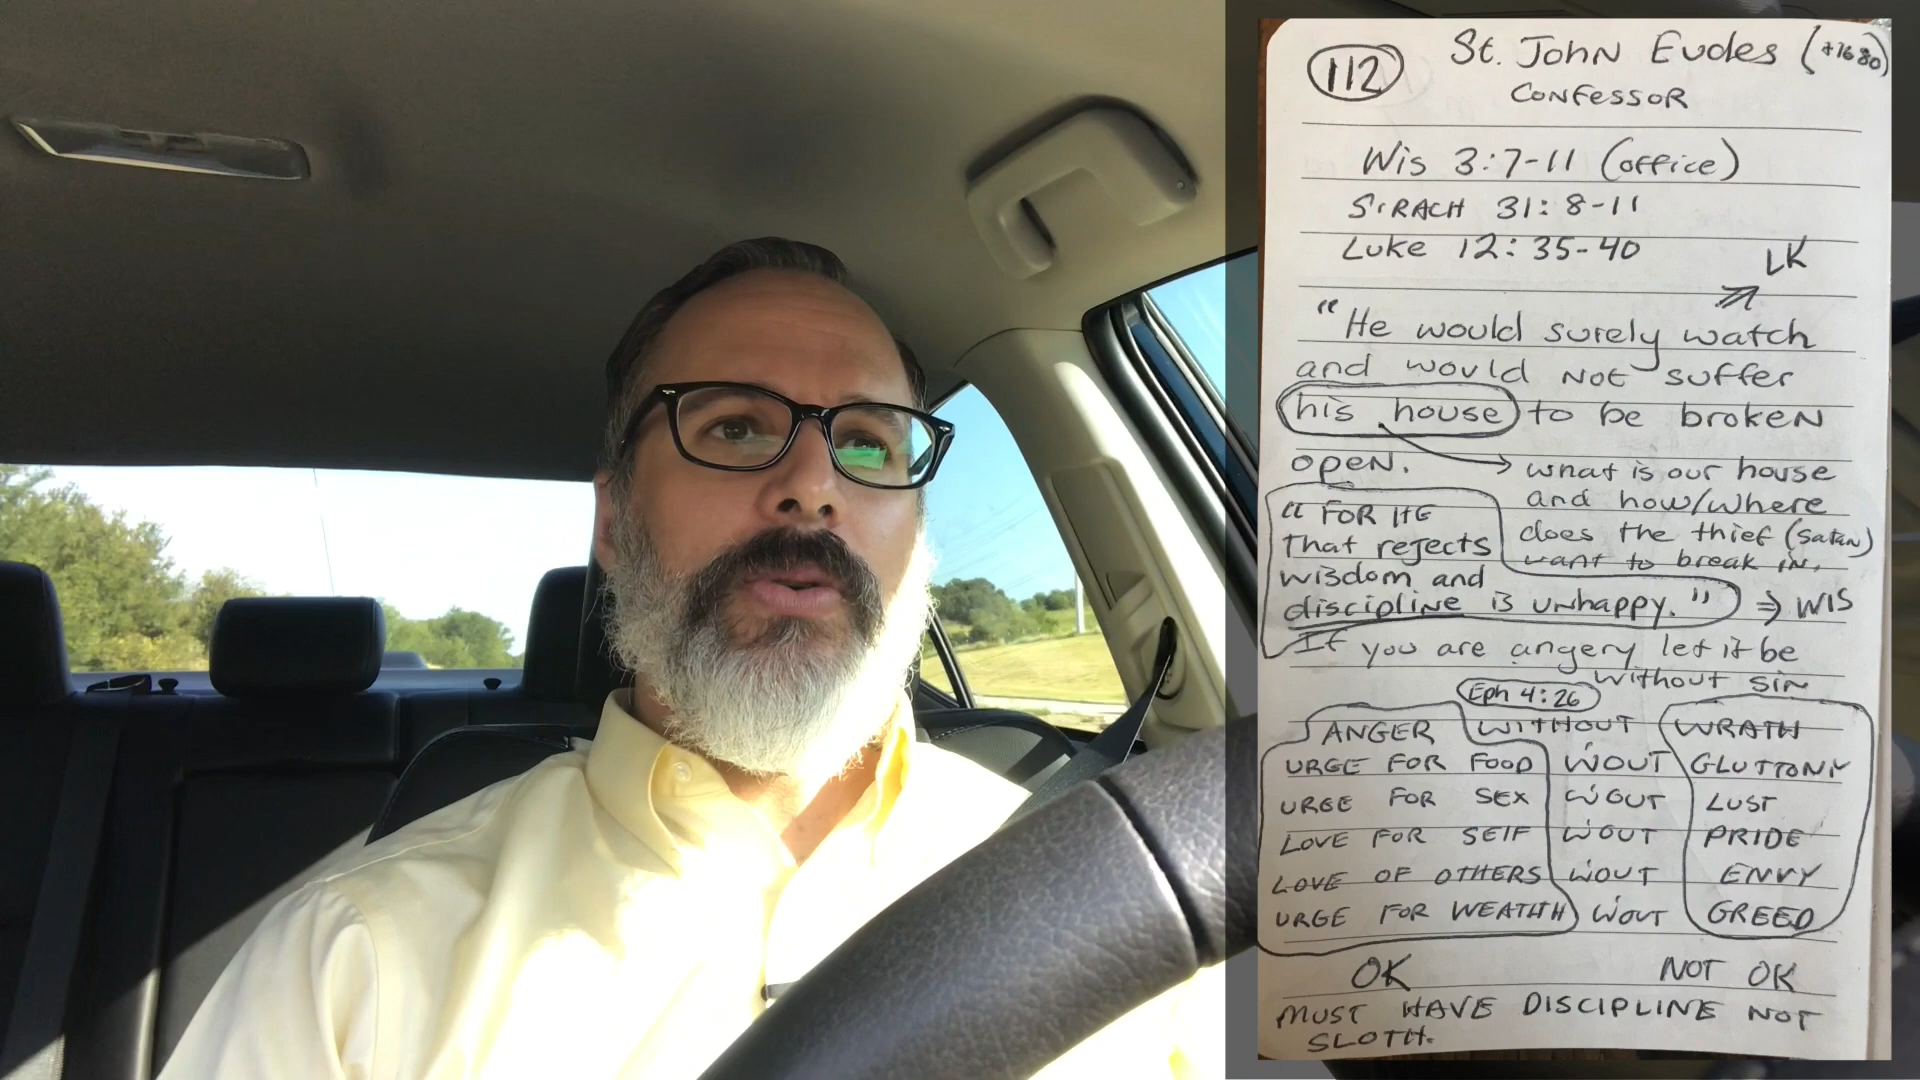 112 St. John Eudes (+1680)
Confessor
Wis 3:7-11 (office)
SIRACH 31: 8-11
Luke 12: 35-40
LK
"He would surely watch
and would not suffer
his house to be broken
open.
what is our house
and how/where
does the thief (Satan)
want to break in.
"FOR HE
that rejects
wisdom and
discipline is unhappy." ⇒ WIS
If you are angery let it be
without sin
Eph 4:26
ANGER WITHOUT WRATH
URGE FOR FOOD W'OUT GLUTTONY
URGE FOR SEX W'OUT LUST
LOVE FOR SELF W'OUT PRIDE
LOVE OF OTHERS W'OUT ENVY
URGE FOR WEALTH W'OUT GREED
OK NOT OK
MUST HAVE DISCIPLINE NOT
SLOTH.